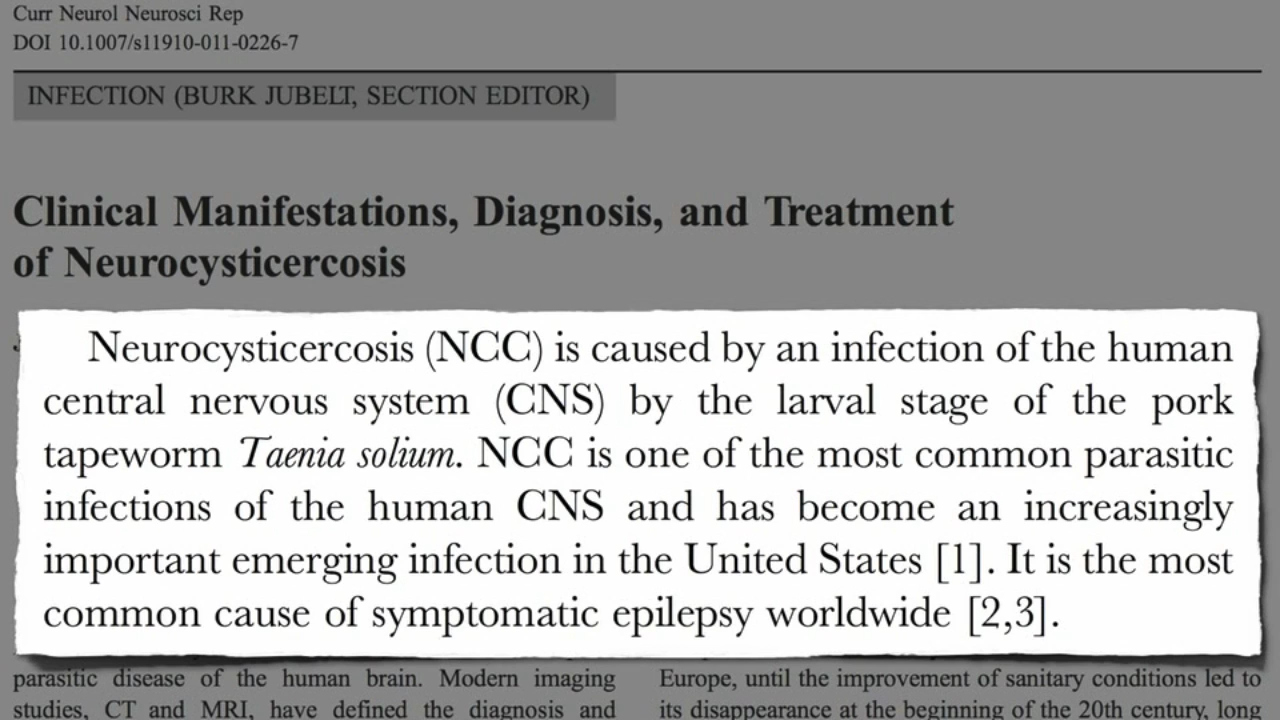 Curr Neurol Neurosci Rep
DOI 10.1007/s11910-011-0226-7
INFECTION (BURK JUBELT, SECTION EDITOR)
Clinical Manifestations, Diagnosis, and Treatment
of Neurocysticercosis
Neurocysticercosis (NCC) is caused by an infection of the human
central nervous system (CNS) by the larval stage of the pork
tapeworm Taenia solium. NCC is one of the most common parasitic
infections of the human CNS and has become an increasingly
important emerging infection in the United States [1]. It is the most
common cause of symptomatic epilepsy worldwide [2,3].
parasitic disease of the human brain. Modern imaging
studies, CT and MRI, have defined the diagnosis and
Europe, until the improvement of sanitary conditions led to
its disappearance at the beginning of the 20th century, long